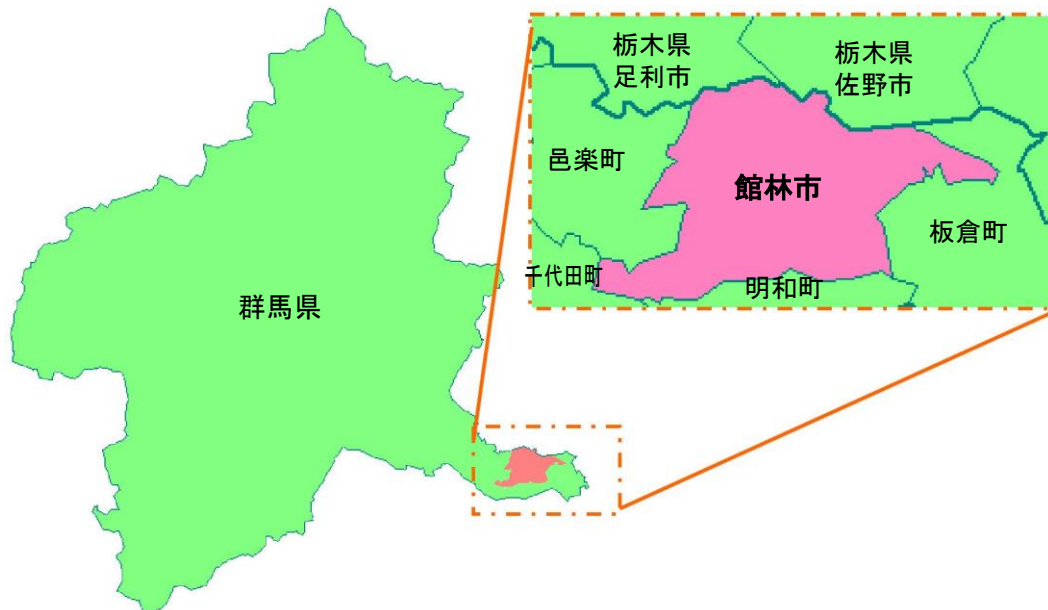 栃木県
足利市
栃木県
佐野市
邑楽町
館林市
板倉町
千代田町
明和町
群馬県